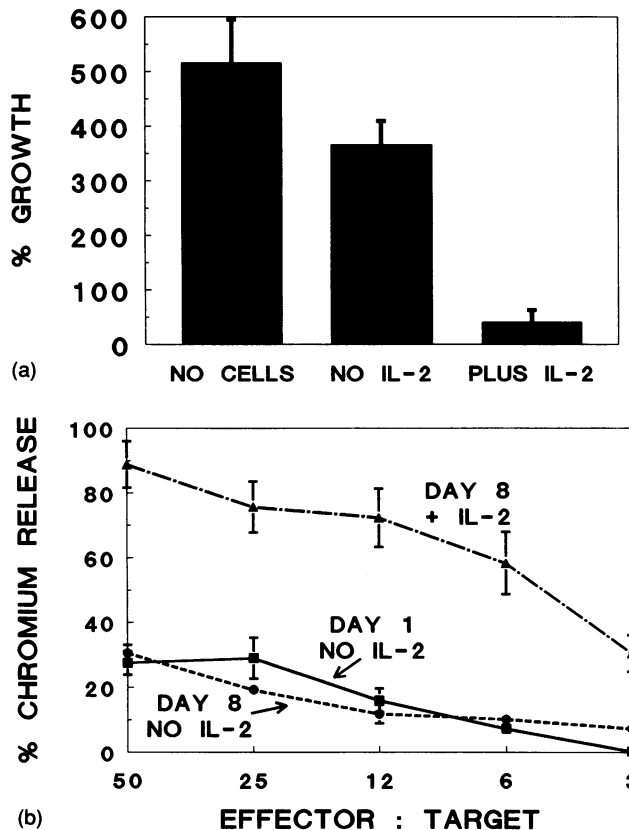 600
500
400
300
200
100
0
% GROWTH
NO CELLS NO IL-2 PLUS IL-2
(a)
100
80
60
40
20
0
% CHROMIUM RELEASE
DAY 8
+ IL-2
DAY 1
NO IL-2
DAY 8
NO IL-2
50 25 12 6
(b)
EFFECTOR : TARGET